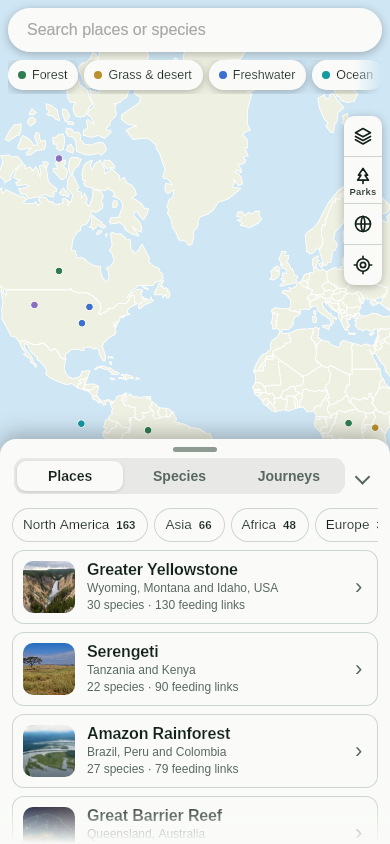 Search places or species
Forest
Grass & desert
Freshwater
Ocean
Parks
Places
Species
Journeys
North America 163
Asia 66
Africa 48
Europe
Greater Yellowstone
Wyoming, Montana and Idaho, USA
30 species · 130 feeding links
Serengeti
Tanzania and Kenya
22 species · 90 feeding links
Amazon Rainforest
Brazil, Peru and Colombia
27 species · 79 feeding links
Great Barrier Reef
Queensland, Australia